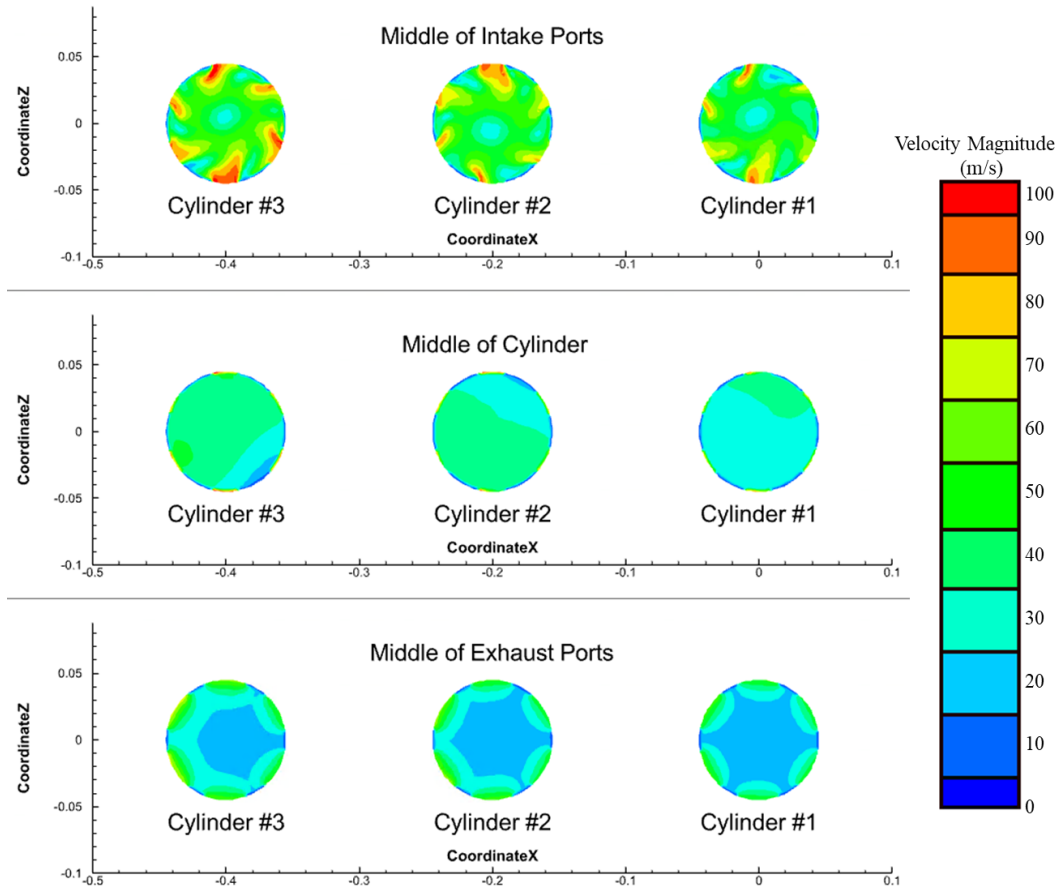 Middle of Intake Ports
CoordinateZ
0.05
0
-0.05
-0.1
Cylinder #3 Cylinder #2 Cylinder #1
CoordinateX
-0.5 -0.4 -0.3 -0.2 -0.1 0 0.1
Middle of Cylinder
CoordinateZ
0.05
0
-0.05
-0.1
Cylinder #3 Cylinder #2 Cylinder #1
CoordinateX
-0.5 -0.4 -0.3 -0.2 -0.1 0 0.1
Middle of Exhaust Ports
CoordinateZ
0.05
0
-0.05
-0.1
Cylinder #3 Cylinder #2 Cylinder #1
CoordinateX
-0.5 -0.4 -0.3 -0.2 -0.1 0 0.1
Velocity Magnitude
(m/s)
100
90
80
70
60
50
40
30
20
10
0